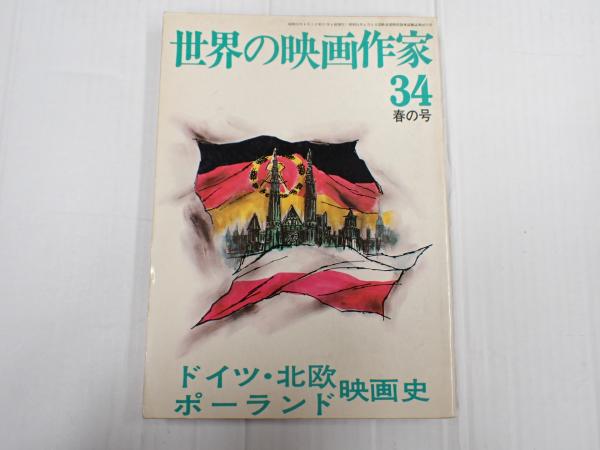 世界の映画作家
34
春の号
ドイツ・北欧
ポーランド映画史